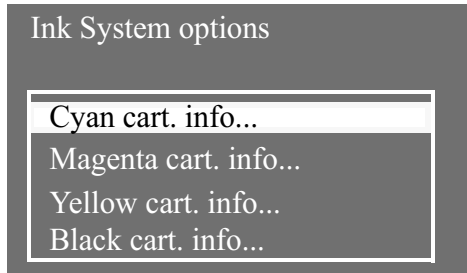 Ink System options
Cyan cart. info...
Magenta cart. info...
Yellow cart. info...
Black cart. info...